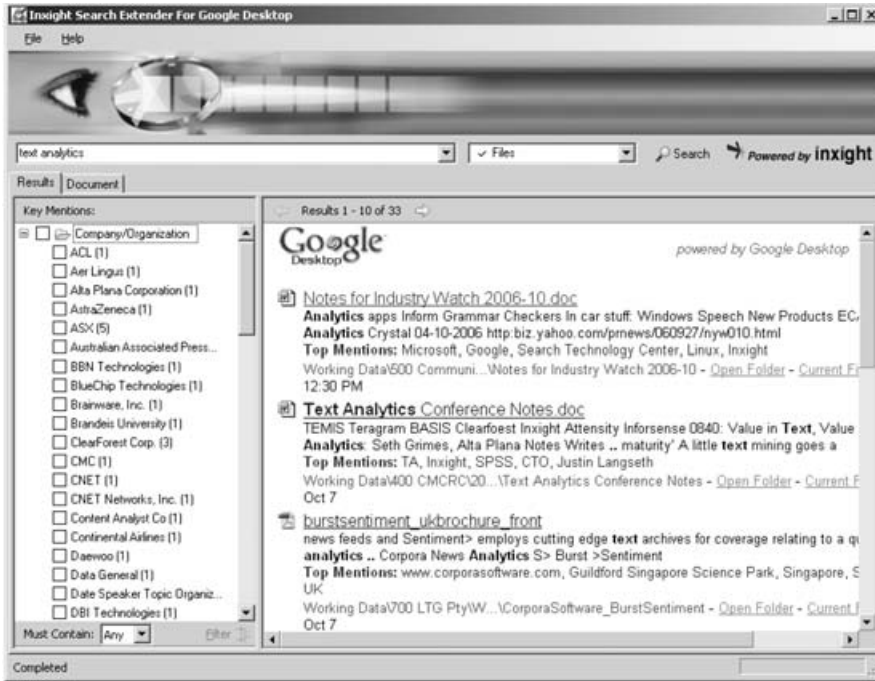 Inxight Search Extender For Google Desktop
File Help
text analytics
Files
Search
Powered by inxight
Results Document
Key Mentions:
Company/Organization
ACL (1)
Aer Lingus (1)
Alta Plana Corporation (1)
AstraZeneca (1)
ASX (5)
Australian Associated Press...
BBN Technologies (1)
BlueChip Technologies (1)
Brainware, Inc. (1)
Brandeis University (1)
ClearForest Corp. (3)
CMC (1)
CNET (1)
CNET Networks, Inc. (1)
Content Analyst Co (1)
Continental Airlines (1)
Daewoo (1)
Data General (1)
Date Speaker Topic Organiz...
DBI Technologies (1)
Must Contain: Any
Filter
Results 1 - 10 of 33
Google
Desktop
powered by Google Desktop
Notes for Industry Watch 2006-10.doc
Analytics apps Inform Grammar Checkers In car stuff: Windows Speech New Products
Analytics Crystal 04-10-2006 http:biz.yahoo.com/prnews/060927/nyw010.html
Top Mentions: Microsoft, Google, Search Technology Center, Linux, Inxight
Working Data\500 Communi...\Notes for Industry Watch 2006-10 - Open Folder - Current
12:30 PM
Text Analytics Conference Notes.doc
TEMIS Teragram BASIS Clearfoest Inxight Attensity Inforsense 0840: Value in Text, Value
Analytics: Seth Grimes, Alta Plana Notes Writes .. maturity' A little text mining goes a
Top Mentions: TA, Inxight, SPSS, CTO, Justin Langseth
Working Data\400 CMCRC\20...\Text Analytics Conference Notes - Open Folder - Current
Oct 7
burstsentiment_ukbrochure_front
news feeds and Sentiment> employs cutting edge text archives for coverage relating to a
analytics .. Corpora News Analytics S> Burst >Sentiment
Top Mentions: www.corporasoftware.com, Guildford Singapore Science Park, Singapore,
UK
Working Data\700 LTG Pty\W...\CorporaSoftware_BurstSentiment - Open Folder - Current
Oct 7
Completed